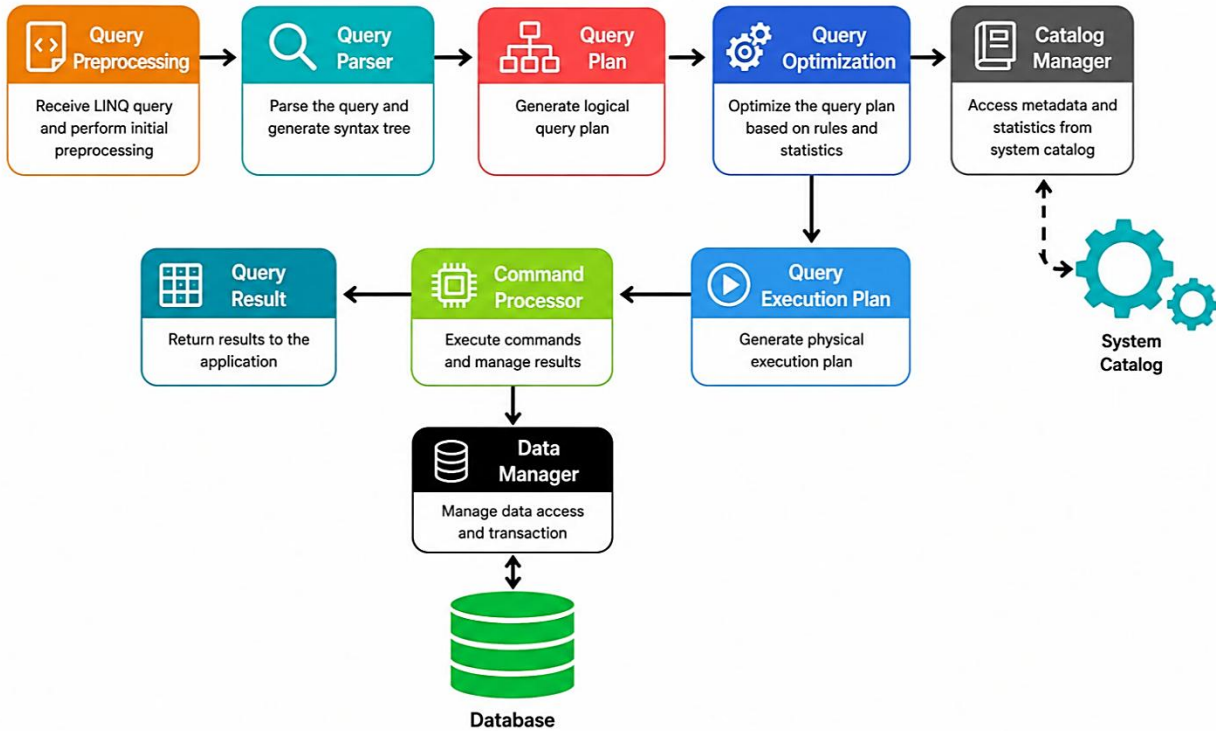 Query
Preprocessing
Receive LINQ query
and perform initial
preprocessing
Query
Parser
Parse the query and
generate syntax tree
Query
Plan
Generate logical
query plan
Query
Optimization
Optimize the query plan
based on rules and
statistics
Catalog
Manager
Access metadata and
statistics from
system catalog
System
Catalog
Query
Result
Return results to the
application
Command
Processor
Execute commands
and manage results
Query
Execution Plan
Generate physical
execution plan
Data
Manager
Manage data access
and transaction
Database